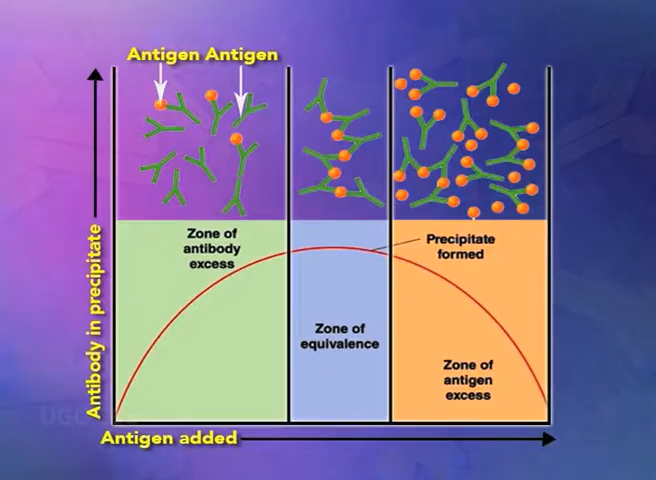 Antigen Antigen
Zone of
antibody
excess
Precipitate
formed
Zone of
equivalence
Zone of
antigen
excess
Antibody in precipitate
Antigen added
UGC